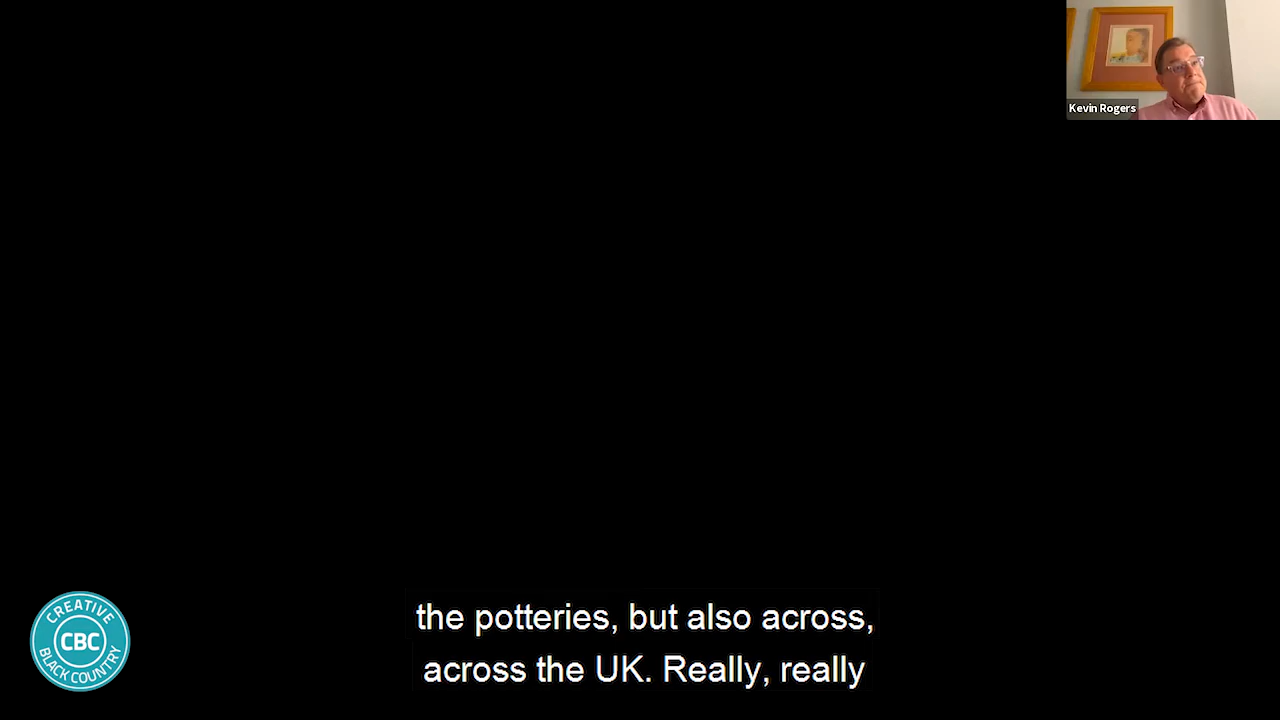 Kevin Rogers
CREATIVE
CBC
BLACK COUNTRY
the potteries, but also across,
across the UK. Really, really